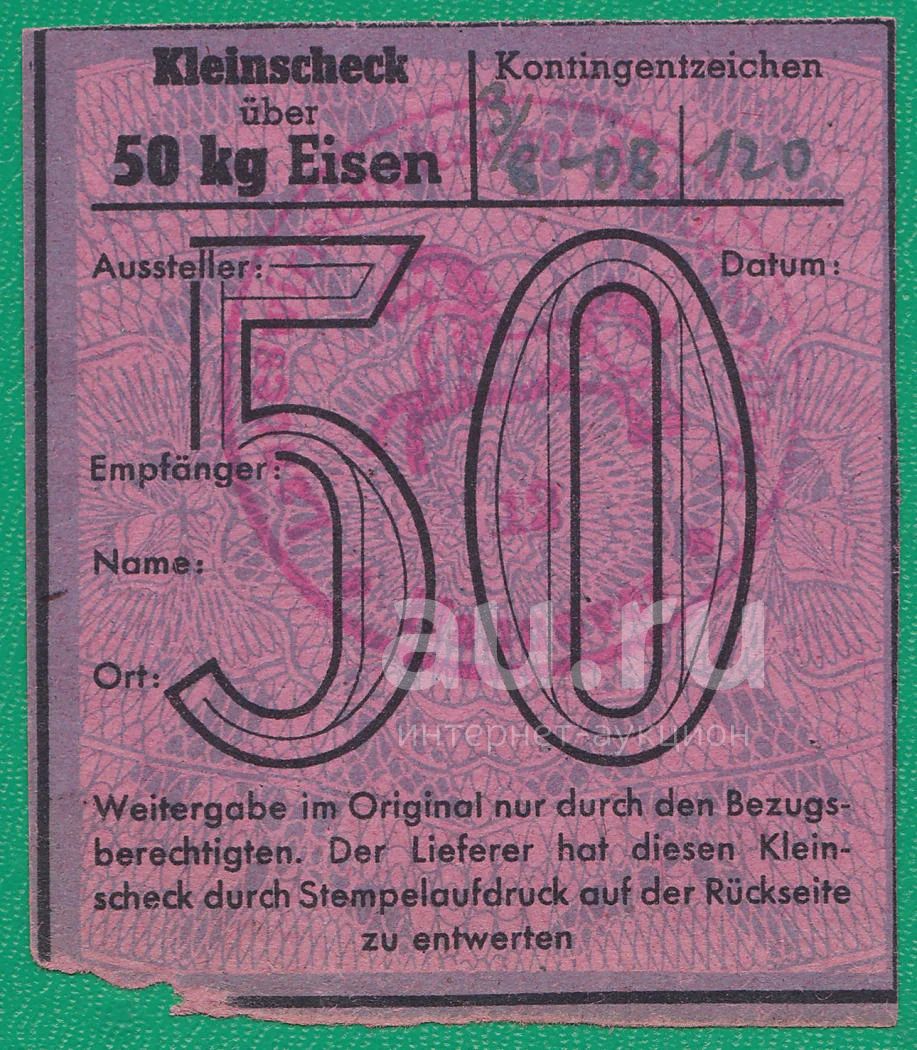 Kleinscheck
über
50 kg Eisen
Kontingentzeichen
3/
8-08 120
Aussteller:
Datum:
50
Empfänger:
Name:
Ort:
au.ru
интернет-аукцион
Weitergabe im Original nur durch den Bezugs-
berechtigten. Der Lieferer hat diesen Klein-
scheck durch Stempelaufdruck auf der Rückseite
zu entwerten